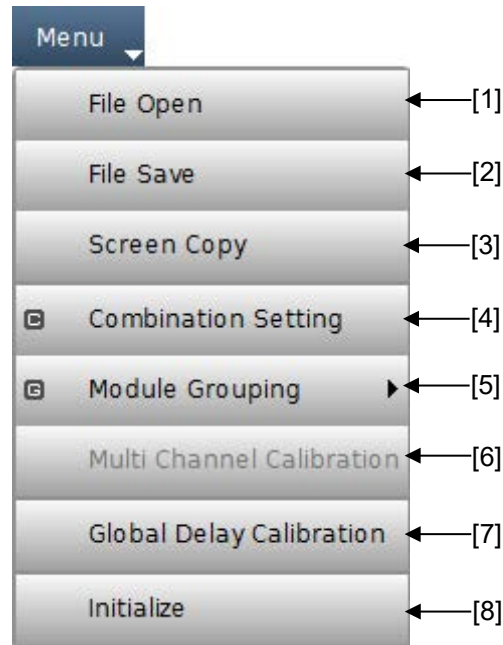 Menu
File Open [1]
File Save [2]
Screen Copy [3]
C Combination Setting [4]
G Module Grouping [5]
Multi Channel Calibration [6]
Global Delay Calibration [7]
Initialize [8]